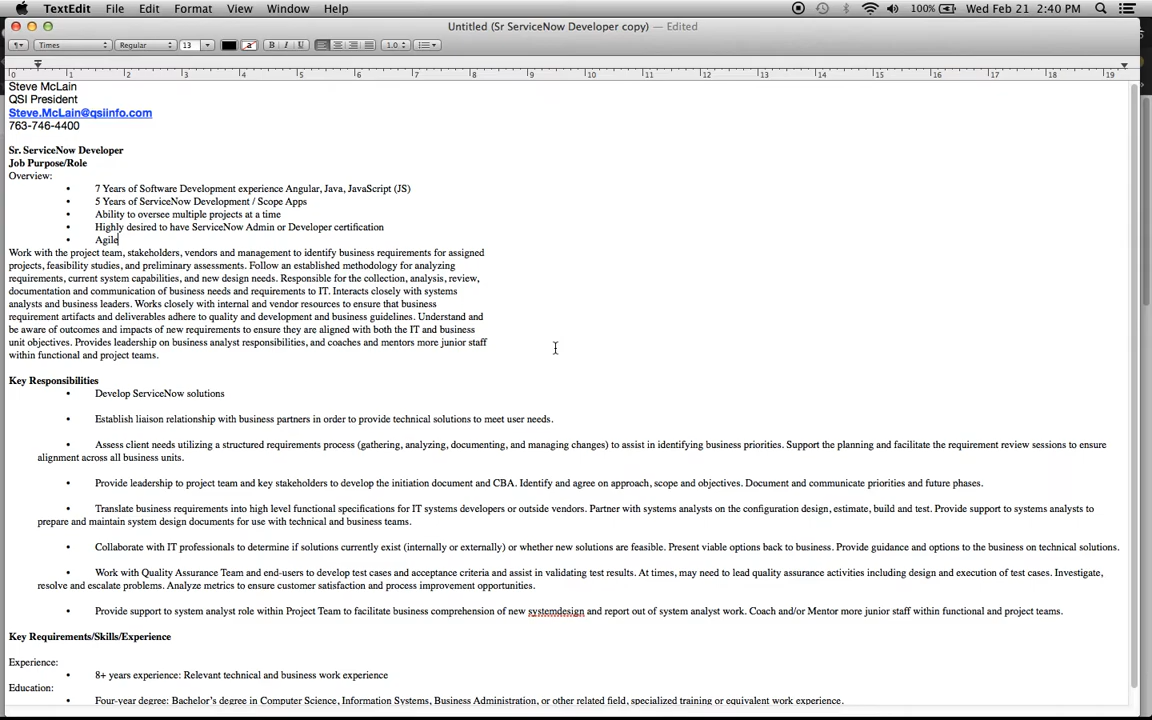 TextEdit File Edit Format View Window Help 100% Wed Feb 21 2:40 PM
Untitled (Sr ServiceNow Developer copy) — Edited
Times Regular 13 B I U 1.0
0 1 2 3 4 5 6 7 8 9 10 11 12 13 14 15 16 17 18 19
Steve McLain
QSI President
Steve.McLain@qsiinfo.com
763-746-4400
Sr. ServiceNow Developer
Job Purpose/Role
Overview:
• 7 Years of Software Development experience Angular, Java, JavaScript (JS)
• 5 Years of ServiceNow Development / Scope Apps
• Ability to oversee multiple projects at a time
• Highly desired to have ServiceNow Admin or Developer certification
• Agile
Work with the project team, stakeholders, vendors and management to identify business requirements for assigned
projects, feasibility studies, and preliminary assessments. Follow an established methodology for analyzing
requirements, current system capabilities, and new design needs. Responsible for the collection, analysis, review,
documentation and communication of business needs and requirements to IT. Interacts closely with systems
analysts and business leaders. Works closely with internal and vendor resources to ensure that business
requirement artifacts and deliverables adhere to quality and development and business guidelines. Understand and
be aware of outcomes and impacts of new requirements to ensure they are aligned with both the IT and business
unit objectives. Provides leadership on business analyst responsibilities, and coaches and mentors more junior staff
within functional and project teams.
Key Responsibilities
• Develop ServiceNow solutions
• Establish liaison relationship with business partners in order to provide technical solutions to meet user needs.
• Assess client needs utilizing a structured requirements process (gathering, analyzing, documenting, and managing changes) to assist in identifying business priorities. Support the planning and facilitate the requirement review sessions to ensure
alignment across all business units.
• Provide leadership to project team and key stakeholders to develop the initiation document and CBA. Identify and agree on approach, scope and objectives. Document and communicate priorities and future phases.
• Translate business requirements into high level functional specifications for IT systems developers or outside vendors. Partner with systems analysts on the configuration design, estimate, build and test. Provide support to systems analysts to
prepare and maintain system design documents for use with technical and business teams.
• Collaborate with IT professionals to determine if solutions currently exist (internally or externally) or whether new solutions are feasible. Present viable options back to business. Provide guidance and options to the business on technical solutions.
• Work with Quality Assurance Team and end-users to develop test cases and acceptance criteria and assist in validating test results. At times, may need to lead quality assurance activities including design and execution of test cases. Investigate,
resolve and escalate problems. Analyze metrics to ensure customer satisfaction and process improvement opportunities.
• Provide support to system analyst role within Project Team to facilitate business comprehension of new systemdesign and report out of system analyst work. Coach and/or Mentor more junior staff within functional and project teams.
Key Requirements/Skills/Experience
Experience:
• 8+ years experience: Relevant technical and business work experience
Education:
• Four-year degree: Bachelor's degree in Computer Science, Information Systems, Business Administration, or other related field, specialized training or equivalent work experience.